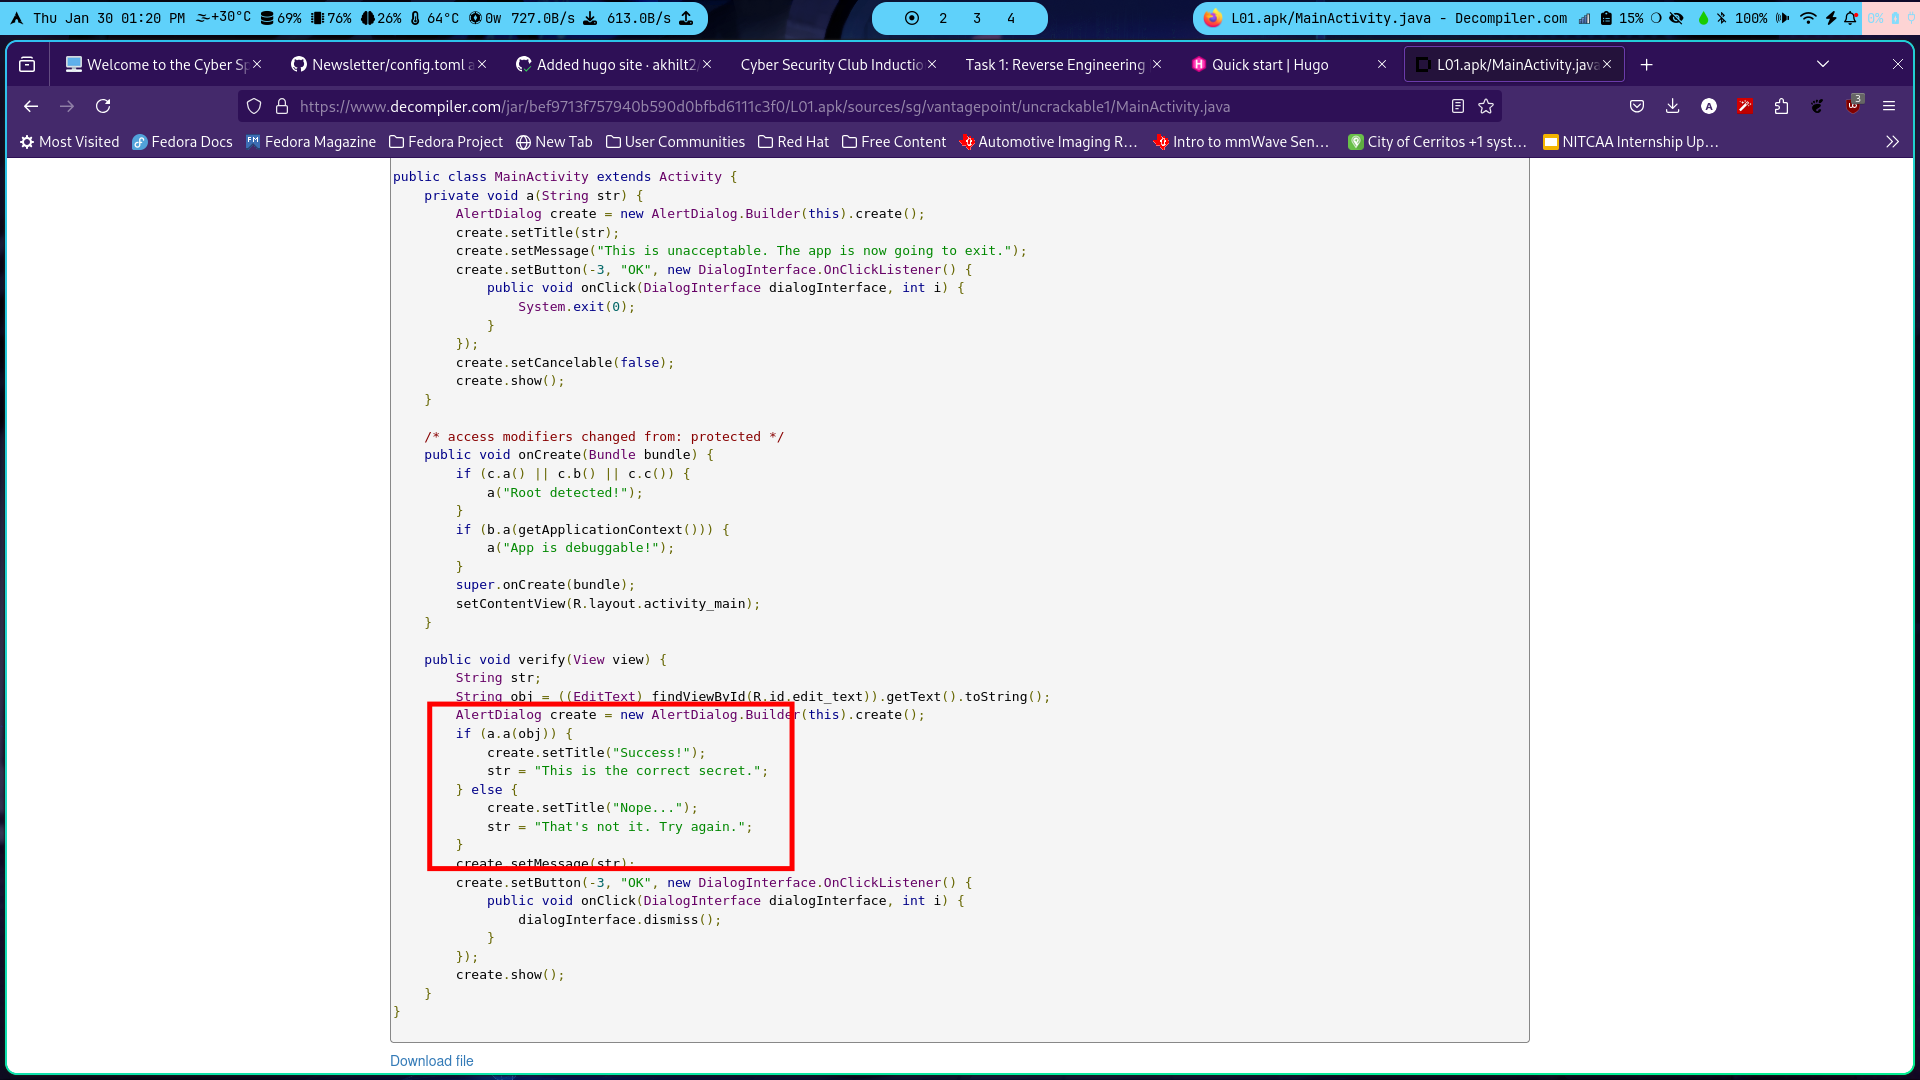 Thu Jan 30 01:20 PM +30°C 69% 76% 26% 64°C 0w 727.0B/s 613.0B/s 2 3 4 L01.apk/MainActivity.java - Decompiler.com 15% 100% 0%
Welcome to the Cyber Sp Newsletter/config.toml a Added hugo site · akhilt2 Cyber Security Club Inductio Task 1: Reverse Engineering Quick start | Hugo L01.apk/MainActivity.java
https://www.decompiler.com/jar/bef9713f757940b590d0bfbd6111c3f0/L01.apk/sources/sg/vantagepoint/uncrackable1/MainActivity.java 3
Most Visited Fedora Docs Fedora Magazine Fedora Project New Tab User Communities Red Hat Free Content Automotive Imaging R… Intro to mmWave Sen… City of Cerritos +1 syst… NITCAA Internship Up…
public class MainActivity extends Activity {
    private void a(String str) {
        AlertDialog create = new AlertDialog.Builder(this).create();
        create.setTitle(str);
        create.setMessage("This is unacceptable. The app is now going to exit.");
        create.setButton(-3, "OK", new DialogInterface.OnClickListener() {
            public void onClick(DialogInterface dialogInterface, int i) {
                System.exit(0);
            }
        });
        create.setCancelable(false);
        create.show();
    }
    /* access modifiers changed from: protected */
    public void onCreate(Bundle bundle) {
        if (c.a() || c.b() || c.c()) {
            a("Root detected!");
        }
        if (b.a(getApplicationContext())) {
            a("App is debuggable!");
        }
        super.onCreate(bundle);
        setContentView(R.layout.activity_main);
    }
    public void verify(View view) {
        String str;
        String obj = ((EditText) findViewById(R.id.edit_text)).getText().toString();
        AlertDialog create = new AlertDialog.Builder(this).create();
        if (a.a(obj)) {
            create.setTitle("Success!");
            str = "This is the correct secret.";
        } else {
            create.setTitle("Nope...");
            str = "That's not it. Try again.";
        }
        create.setMessage(str);
        create.setButton(-3, "OK", new DialogInterface.OnClickListener() {
            public void onClick(DialogInterface dialogInterface, int i) {
                dialogInterface.dismiss();
            }
        });
        create.show();
    }
}
Download file